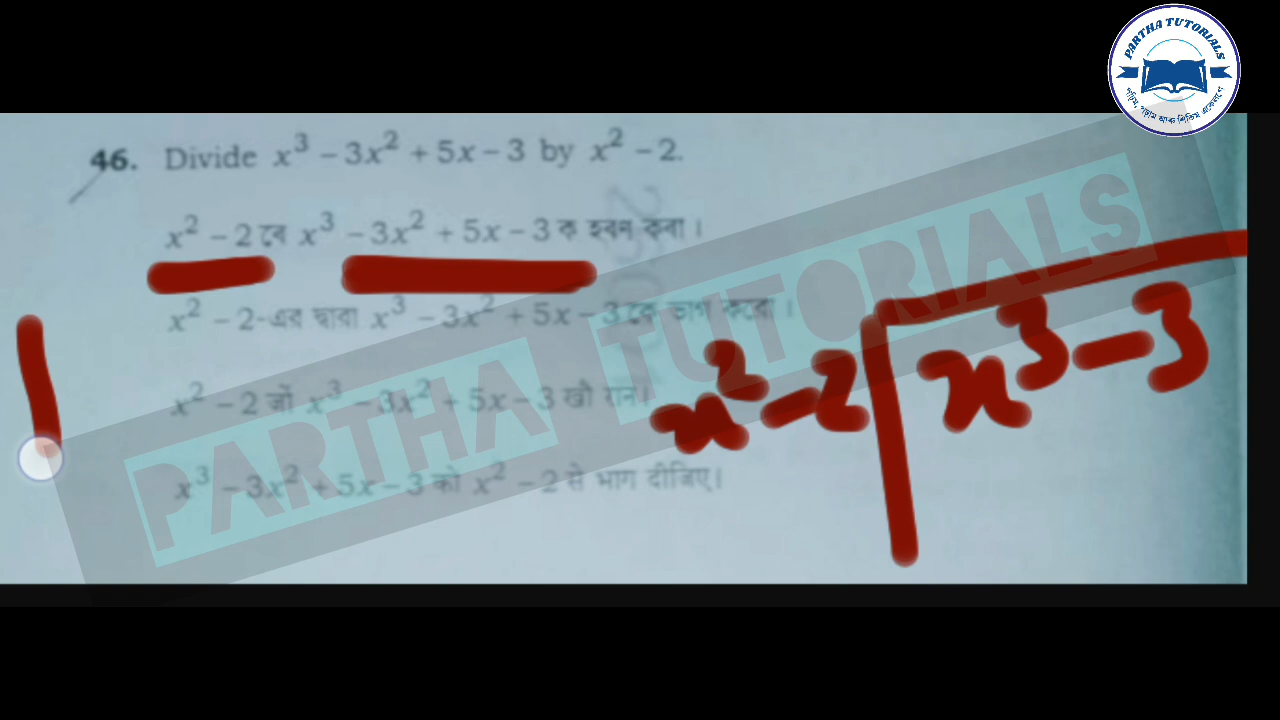 PARTHA TUTORIALS
46. Divide x³ – 3x² + 5x – 3 by x² – 2.
x² – 2 ৰে x³ – 3x² + 5x – 3 ক হৰণ কৰা ।
x² – 2-এর দ্বারা x³ – 3x² + 5x – 3 কে ভাগ করো ।
x² – 2 जों x³ – 3x² + 5x – 3 खौ रान।
x³ – 3x² + 5x – 3 को x² – 2 से भाग दीजिए।
x² – 2 x³ – 3
PARTHA TUTORIALS